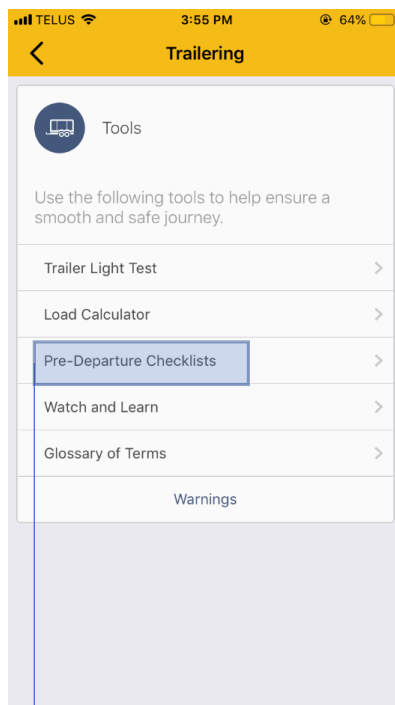 TELUS 3:55 PM 64%
Trailering
Tools
Use the following tools to help ensure a
smooth and safe journey.
Trailer Light Test
Load Calculator
Pre-Departure Checklists
Watch and Learn
Glossary of Terms
Warnings